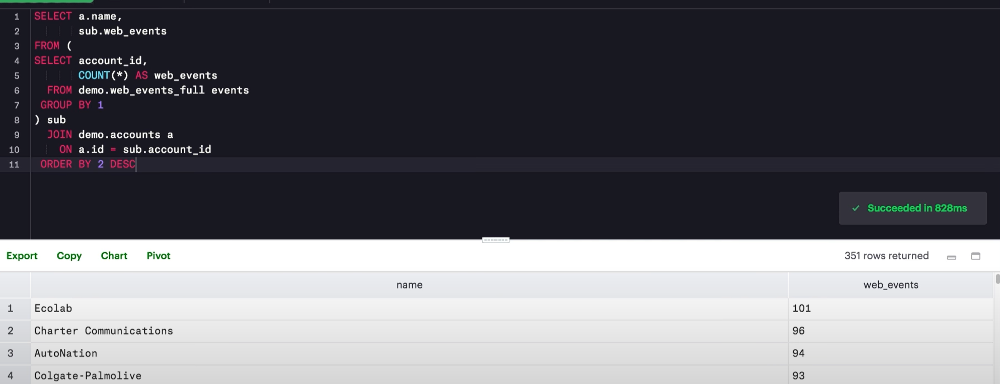 1 SELECT a.name,
2 sub.web_events
3 FROM (
4 SELECT account_id,
5 COUNT(*) AS web_events
6 FROM demo.web_events_full events
7 GROUP BY 1
8 ) sub
9 JOIN demo.accounts a
10 ON a.id = sub.account_id
11 ORDER BY 2 DESC
✓ Succeeded in 828ms
Export Copy Chart Pivot 351 rows returned
name web_events
1 Ecolab 101
2 Charter Communications 96
3 AutoNation 94
4 Colgate-Palmolive 93